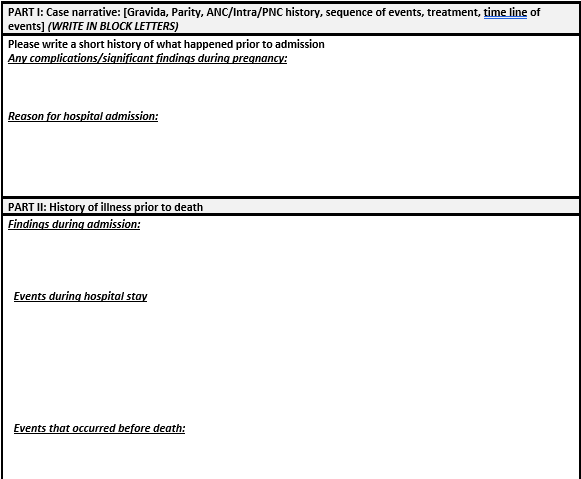 PART I: Case narrative: [Gravida, Parity, ANC/Intra/PNC history, sequence of events, treatment, time line of
events] (WRITE IN BLOCK LETTERS)
Please write a short history of what happened prior to admission
Any complications/significant findings during pregnancy:
Reason for hospital admission:
PART II: History of illness prior to death
Findings during admission:
Events during hospital stay
Events that occurred before death: